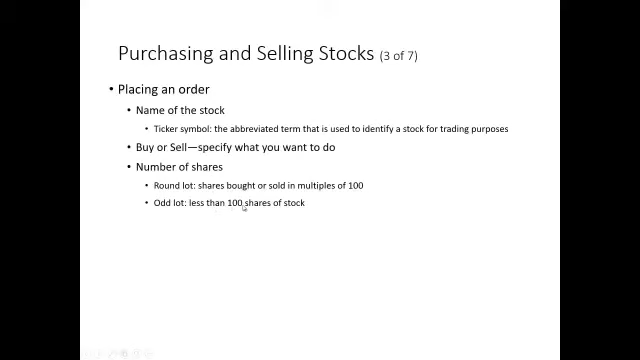 Purchasing and Selling Stocks (3 of 7)
• Placing an order
• Name of the stock
• Ticker symbol: the abbreviated term that is used to identify a stock for trading purposes
• Buy or Sell—specify what you want to do
• Number of shares
• Round lot: shares bought or sold in multiples of 100
• Odd lot: less than 100 shares of stock